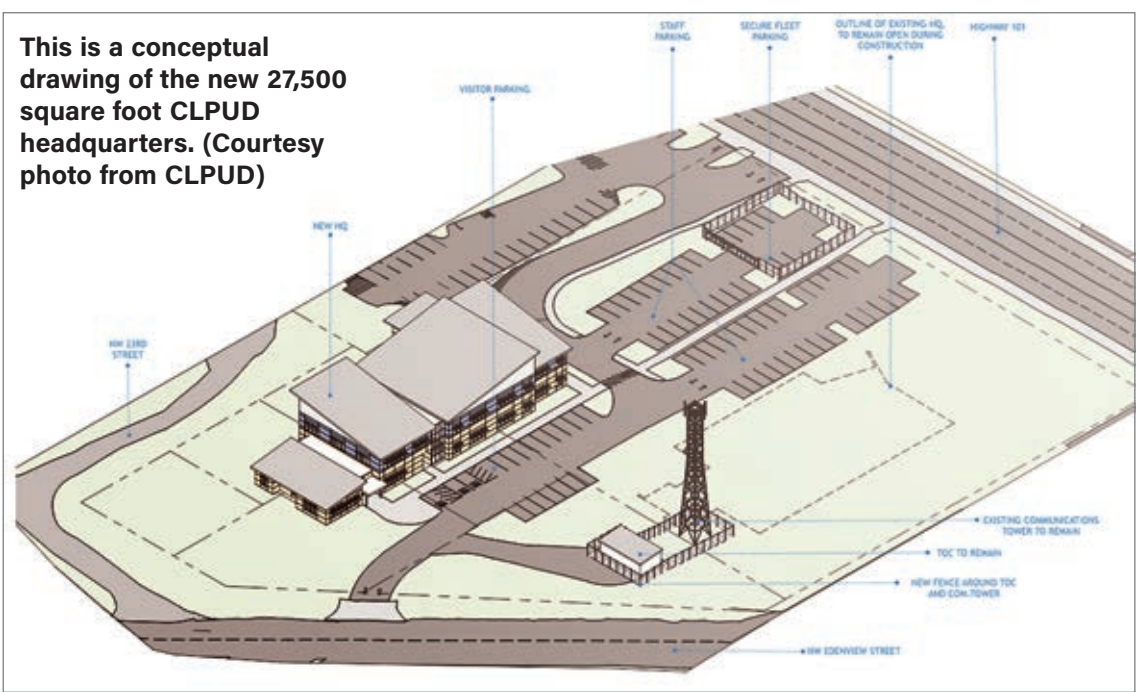 This is a conceptual
drawing of the new 27,500
square foot CLPUD
headquarters. (Courtesy
photo from CLPUD)
STAFF
PARKING
SECURE FLEET
PARKING
OUTLINE OF EXISTING HQ,
TO REMAIN OPEN DURING
CONSTRUCTION
HIGHWAY 101
VISITOR PARKING
NEW HQ
NW 33RD
STREET
EXISTING COMMUNICATIONS
TOWER TO REMAIN
TOC TO REMAIN
NEW FENCE AROUND TOC
AND COM.TOWER
NW EDENVIEW STREET